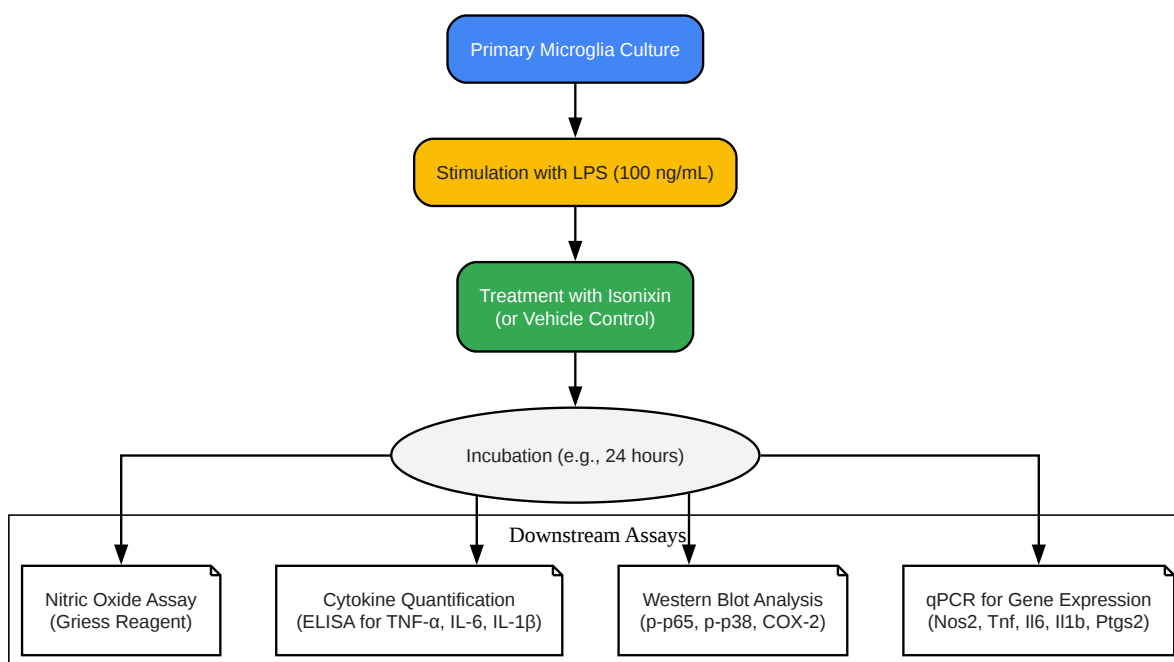 Primary Microglia Culture
Stimulation with LPS (100 ng/mL)
Treatment with Isonixin
(or Vehicle Control)
Incubation (e.g., 24 hours)
Downstream Assays
Nitric Oxide Assay
(Griess Reagent)
Cytokine Quantification
(ELISA for TNF-α, IL-6, IL-1β)
Western Blot Analysis
(p-p65, p-p38, COX-2)
qPCR for Gene Expression
(Nos2, Tnf, Il6, Il1b, Ptgs2)